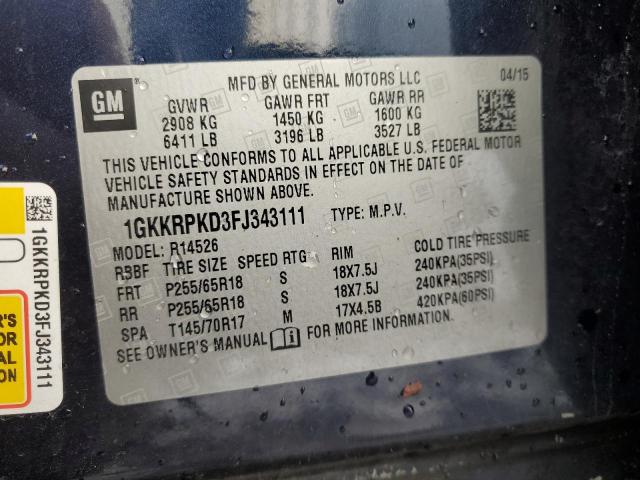 GM
MFD BY GENERAL MOTORS LLC 04/15
GVWR GAWR FRT GAWR RR
2908 KG 1450 KG 1600 KG
6411 LB 3196 LB 3527 LB
THIS VEHICLE CONFORMS TO ALL APPLICABLE U.S. FEDERAL MOTOR
VEHICLE SAFETY STANDARDS IN EFFECT ON THE DATE OF
MANUFACTURE SHOWN ABOVE.
1GKKRPKD3FJ343111 TYPE: M.P.V.
MODEL: R14526
R3BF TIRE SIZE SPEED RTG RIM COLD TIRE PRESSURE
FRT P255/65R18 S 18X7.5J 240KPA(35PSI)
RR P255/65R18 S 18X7.5J 240KPA(35PSI)
SPA T145/70R17 M 17X4.5B 420KPA(60PSI)
SEE OWNER'S MANUAL FOR MORE INFORMATION.
1GKKRPKD3FJ343111
R'S
OR
AL
ION